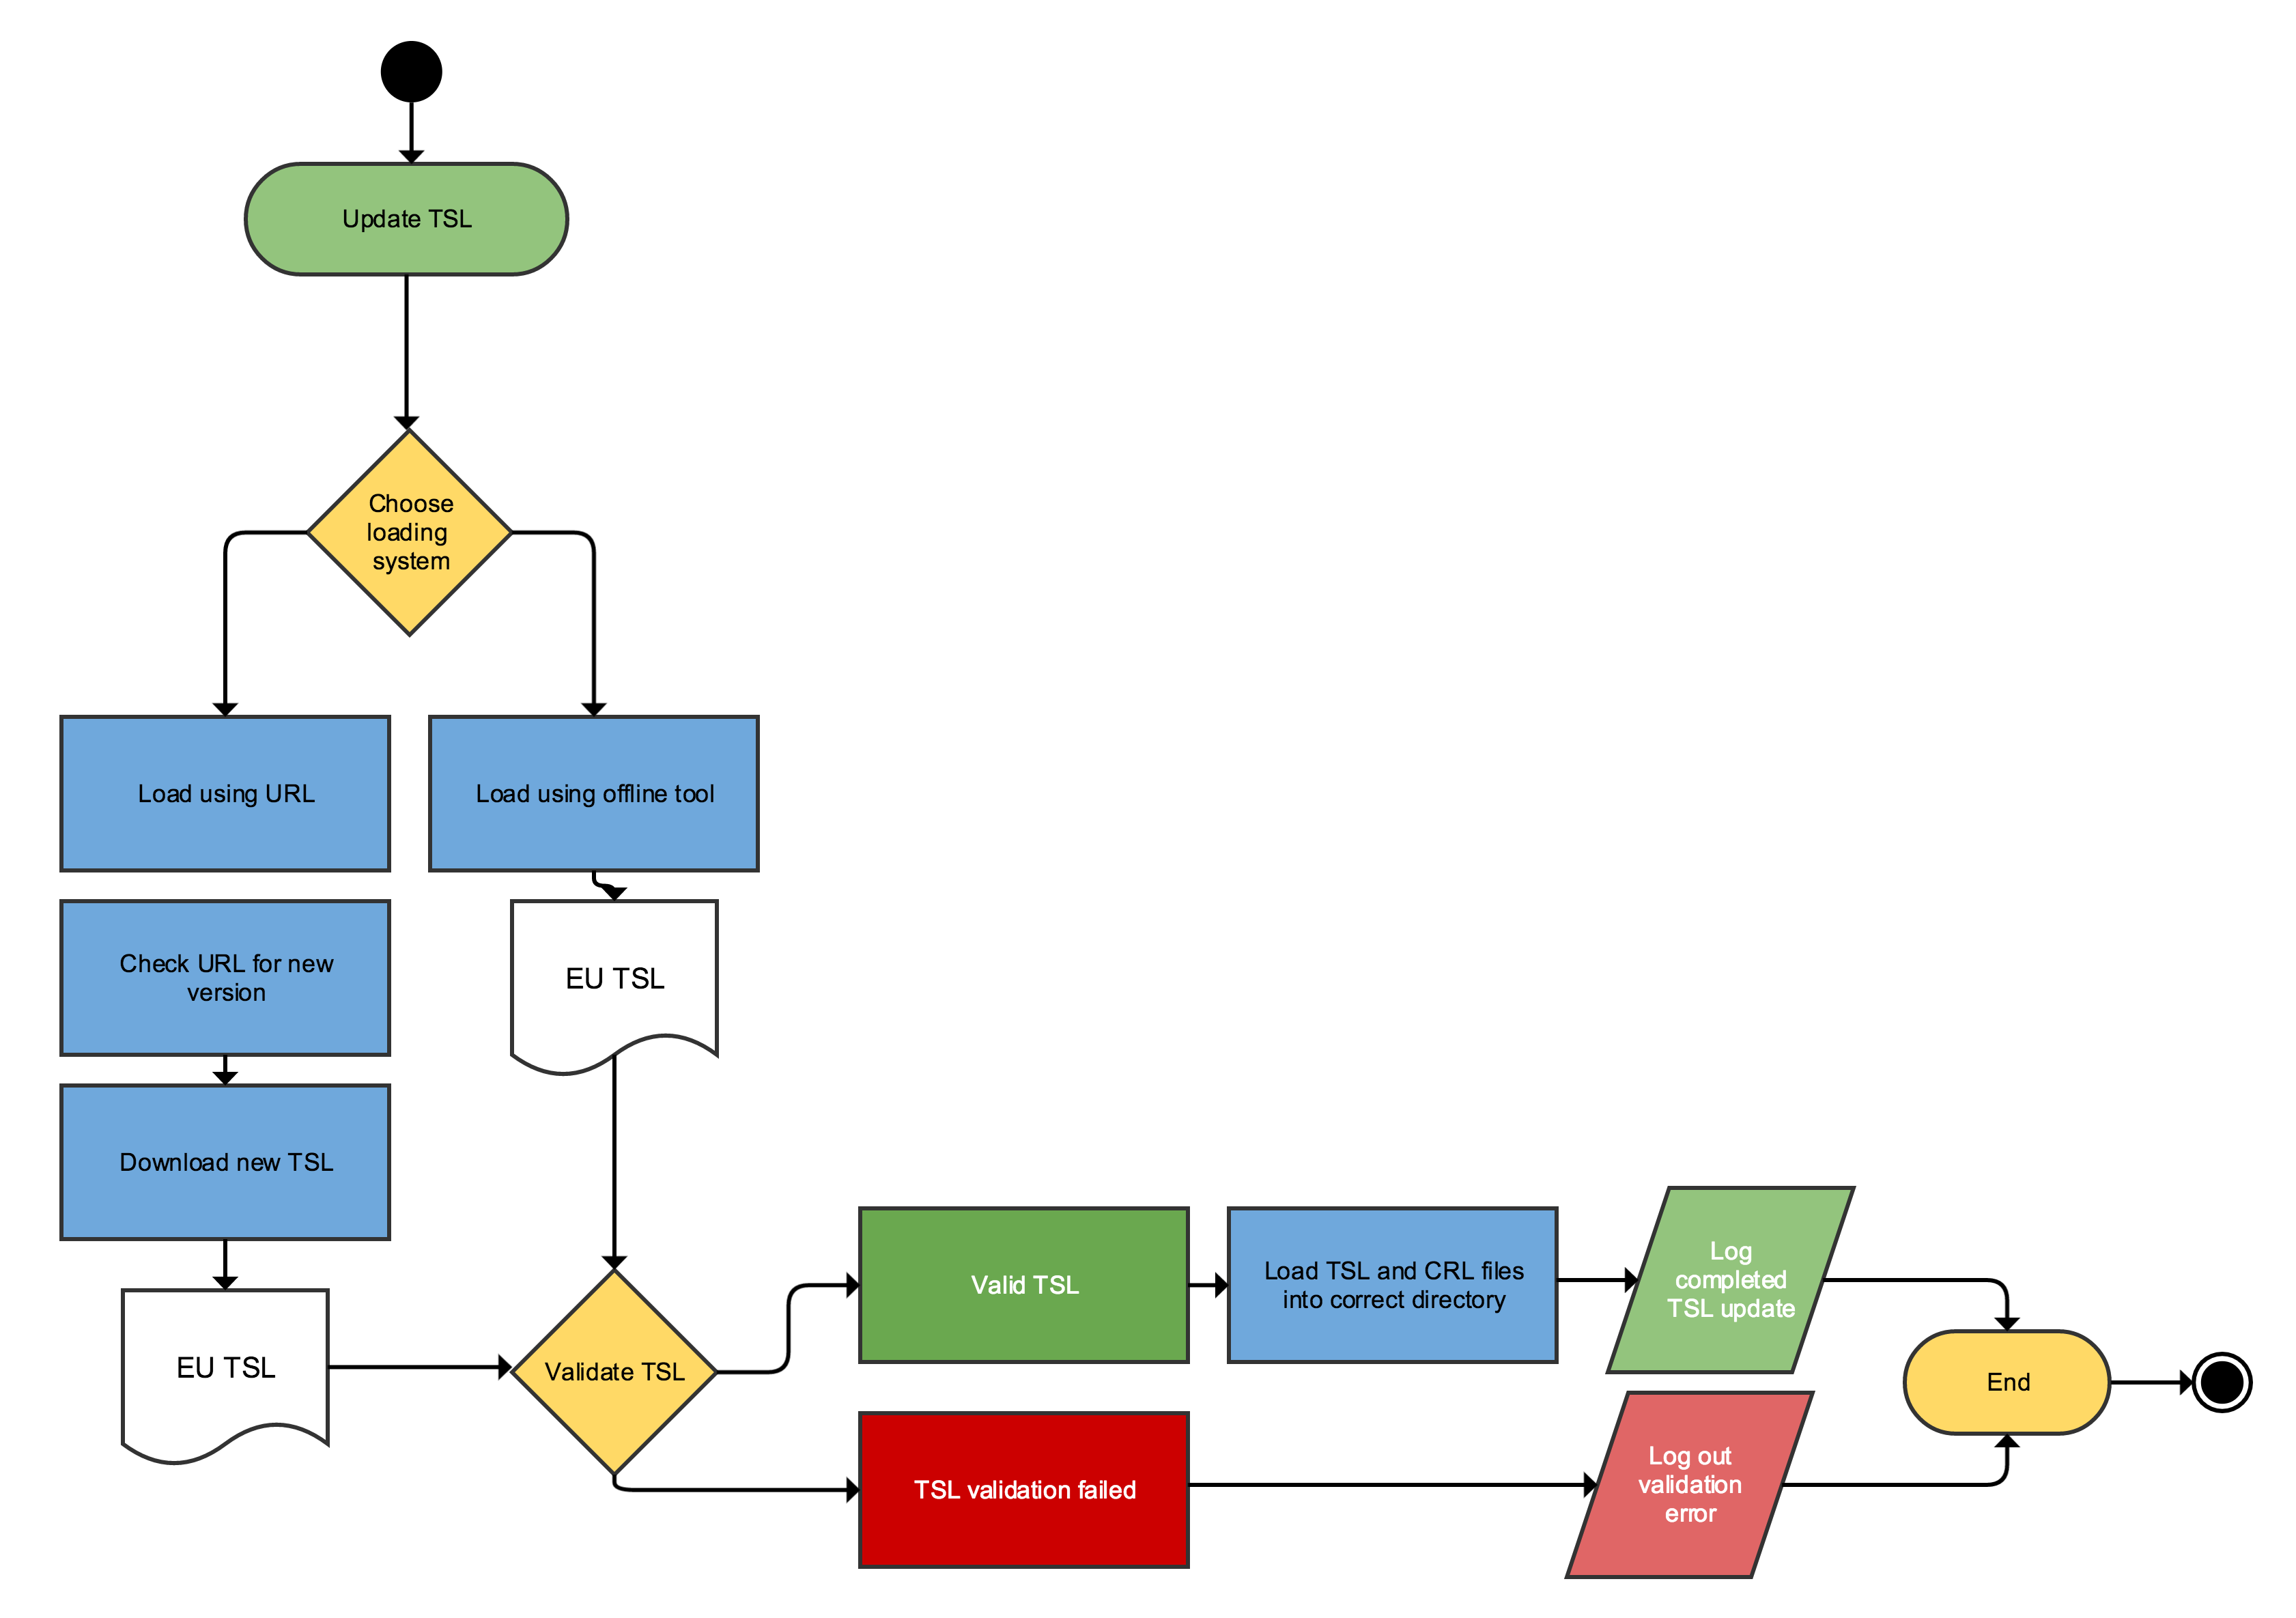 Update TSL
Choose
loading
system
Load using URL
Load using offline tool
Check URL for new
version
EU TSL
Download new TSL
EU TSL
Validate TSL
Valid TSL
Load TSL and CRL files
into correct directory
Log
completed
TSL update
TSL validation failed
Log out
validation
error
End